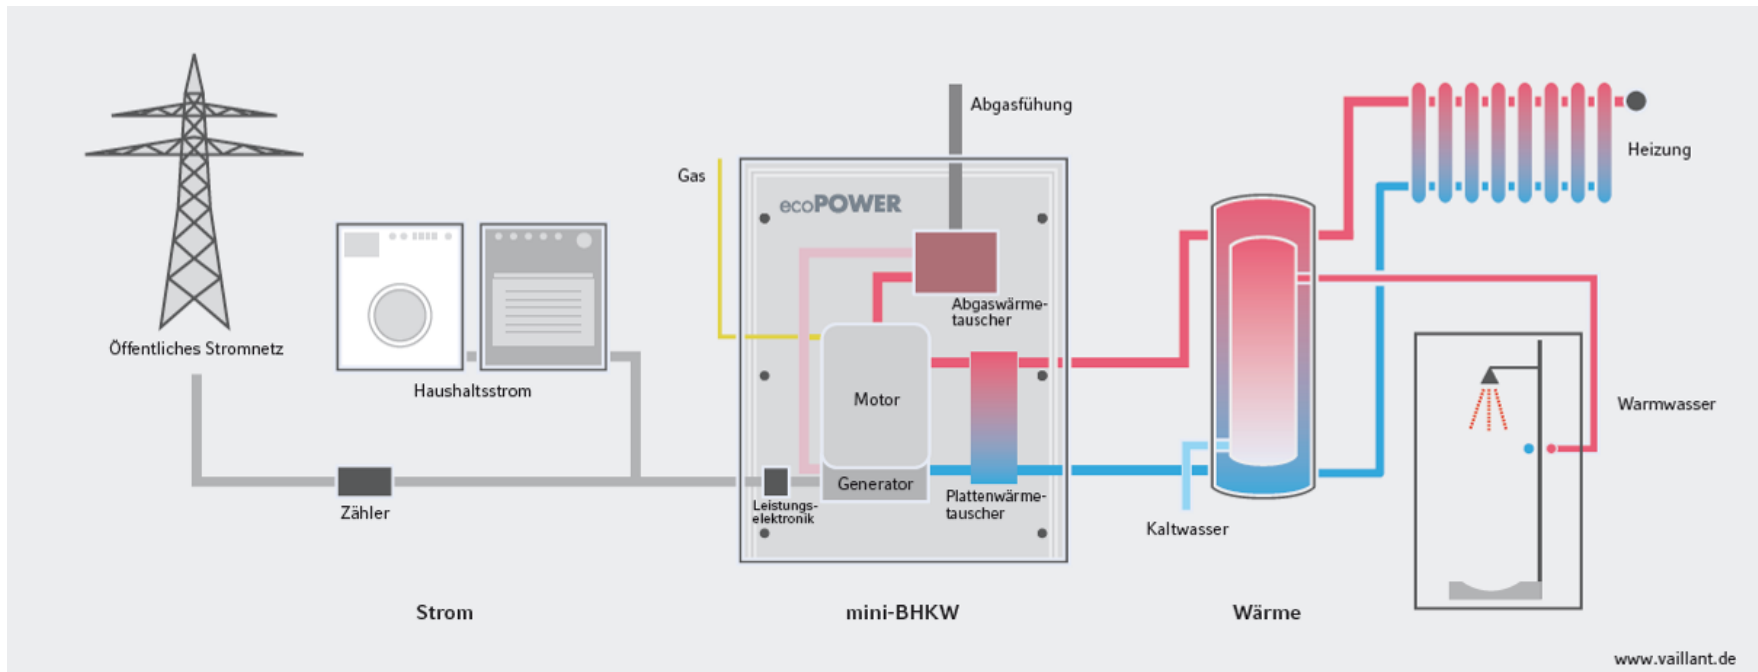 Abgasfühung
Gas
ecoPOWER
Heizung
Abgaswärme-
tauscher
Öffentliches Stromnetz
Haushaltsstrom
Motor
Warmwasser
Generator
Plattenwärme-
tauscher
Leistungs-
elektronik
Zähler
Kaltwasser
Strom
mini-BHKW
Wärme
www.vaillant.de